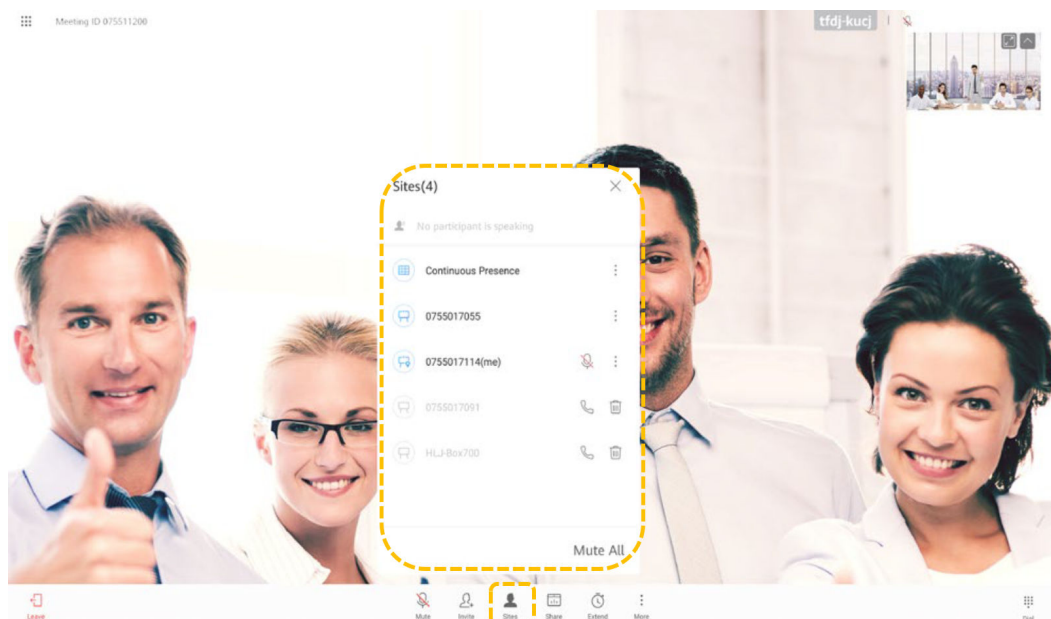 Meeting ID 075511200
tfdj-kucj
Sites(4)
No participant is speaking
Continuous Presence
0755017055
0755017114(me)
0755017091
HLJ-Box700
Mute All
Leave
Mute
Invite
Sites
Share
Extend
More